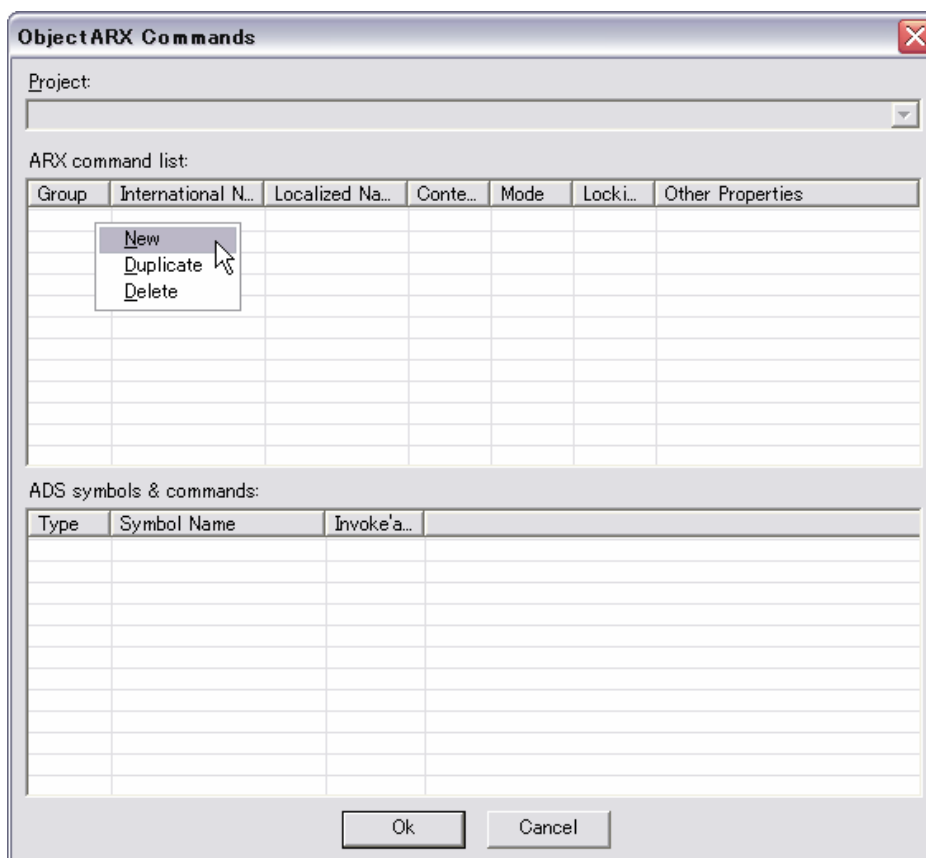 ObjectARX Commands
Project:
ARX command list:
Group International N... Localized Na... Conte... Mode Locki... Other Properties
New
Duplicate
Delete
ADS symbols & commands:
Type Symbol Name Invoke'a...
Ok Cancel